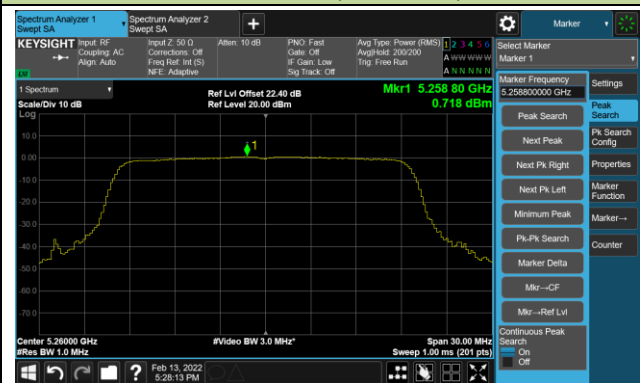 Spectrum Analyzer 1
Swept SA
Spectrum Analyzer 2
Swept SA
+
Marker
KEYSIGHT
Input: RF
Coupling: AC
Align: Auto
Input Z: 50 Ω
Corrections: Off
Freq Ref: Int (S)
NFE: Adaptive
Atten: 10 dB
PNO: Fast
Gate: Off
IF Gain: Low
Sig Track: Off
Avg Type: Power (RMS)
Avg|Hold: 200/200
Trig: Free Run
1 2 3 4 5 6
A W W W W W
A N N N N N
Select Marker
Marker 1
1 Spectrum
Scale/Div 10 dB
Log
Ref Lvl Offset 22.40 dB
Ref Level 20.00 dBm
Mkr1 5.258 80 GHz
0.718 dBm
10.0
0.00
-10.0
-20.0
-30.0
-40.0
-50.0
-60.0
-70.0
1
Center 5.26000 GHz
#Res BW 1.0 MHz
#Video BW 3.0 MHz*
Span 30.00 MHz
Sweep 1.00 ms (201 pts)
Marker Frequency
5.258800000 GHz
Peak Search
Next Peak
Next Pk Right
Next Pk Left
Minimum Peak
Pk-Pk Search
Marker Delta
Mkr→CF
Mkr→Ref Lvl
Continuous Peak
Search
On
Off
Settings
Peak
Search
Pk Search
Config
Properties
Marker
Function
Marker→
Counter
?
Feb 13, 2022
5:28:13 PM